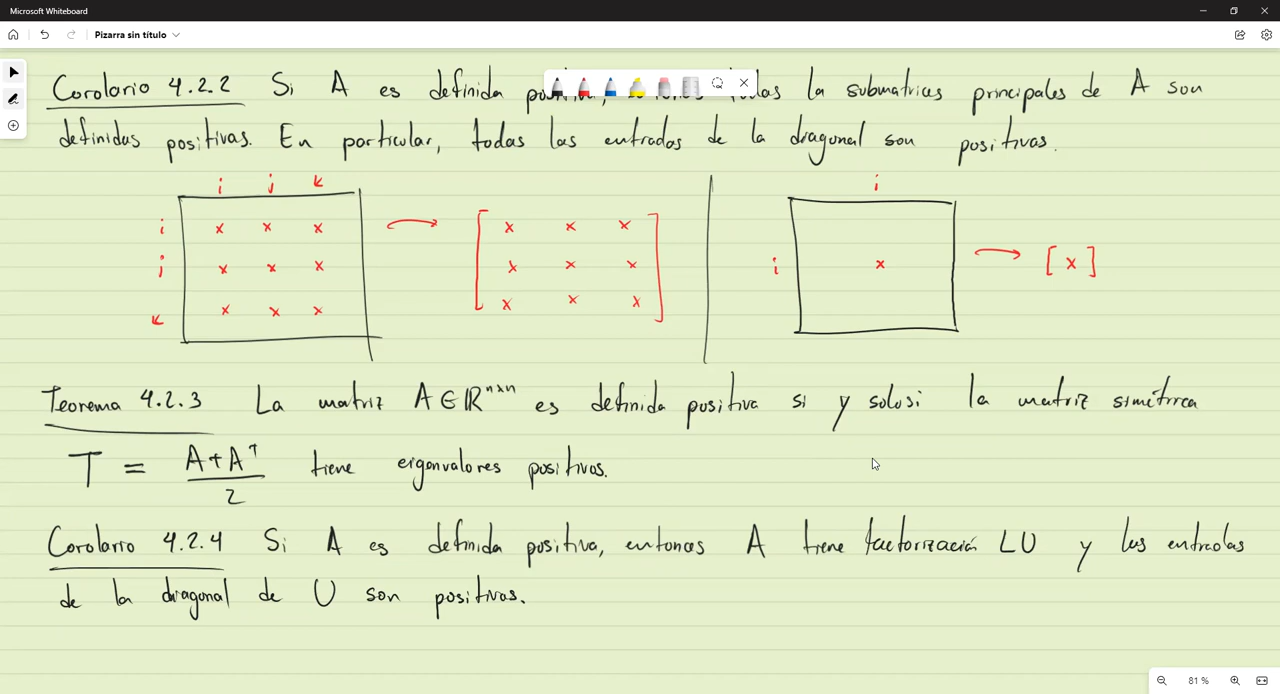 Microsoft Whiteboard
Pizarra sin título
Corolario 4.2.2 Si A es definida las la submatrices principales de A son
definidas positivas. En particular, todas las entradas de la diagonal son positivas.
i j k i
i x x x x x x
j x x x x x x i x [x]
k x x x x x x
Teorema 4.2.3 La matriz A ∈ ℝⁿˣⁿ es definida positiva si y solo si la matriz simétrica
T = (A + Aᵀ)/2 tiene eigenvalores positivos.
Corolario 4.2.4 Si A es definida positiva, entonces A tiene factorización LU y las entradas
de la diagonal de U son positivas.
81 %